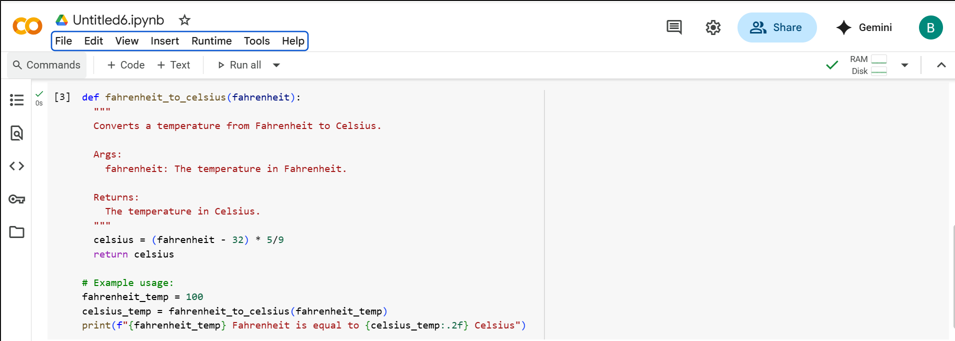 Untitled6.ipynb
File Edit View Insert Runtime Tools Help
Share
Gemini
B
Commands
+ Code + Text
Run all
RAM
Disk
0s
[3] def fahrenheit_to_celsius(fahrenheit):
"""
Converts a temperature from Fahrenheit to Celsius.
Args:
fahrenheit: The temperature in Fahrenheit.
Returns:
The temperature in Celsius.
"""
celsius = (fahrenheit - 32) * 5/9
return celsius
# Example usage:
fahrenheit_temp = 100
celsius_temp = fahrenheit_to_celsius(fahrenheit_temp)
print(f"{fahrenheit_temp} Fahrenheit is equal to {celsius_temp:.2f} Celsius")